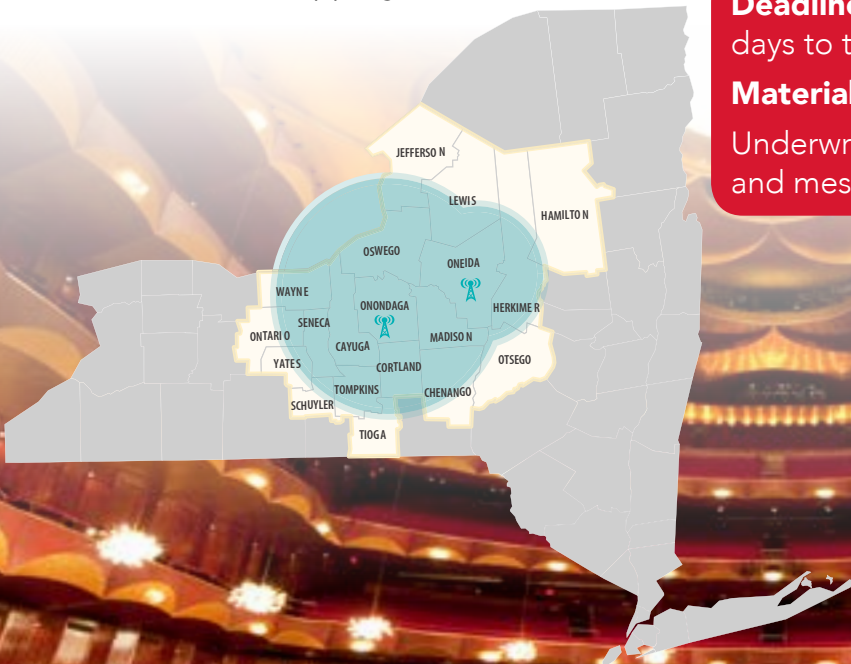 Deadline
days to t
Material
Underwr
and mes
JEFFERSON
LEWIS
HAMILTON
OSWEGO
ONEIDA
WAYNE
ONONDAGA
HERKIMER
SENECA
ONTARIO
MADISON
CAYUGA
OTSEGO
YATES
CORTLAND
TOMPKINS
CHENANGO
SCHUYLER
TIOGA